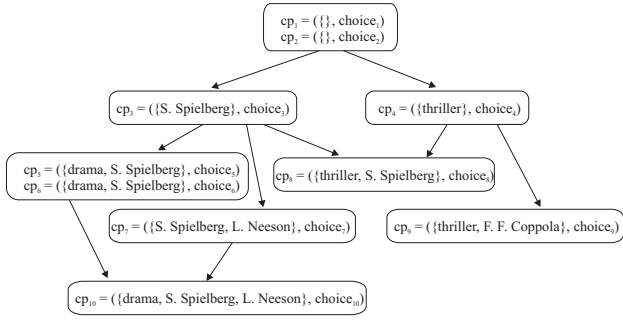 cp₁ = ({}, choice₁)
cp₂ = ({}, choice₂)
cp₃ = ({S. Spielberg}, choice₃)
cp₄ = ({thriller}, choice₄)
cp₅ = ({drama, S. Spielberg}, choice₅)
cp₆ = ({drama, S. Spielberg}, choice₆)
cp₈ = ({thriller, S. Spielberg}, choice₈)
cp₇ = ({S. Spielberg, L. Neeson}, choice₇)
cp₉ = ({thriller, F. F. Coppola}, choice₉)
cp₁₀ = ({drama, S. Spielberg, L. Neeson}, choice₁₀)